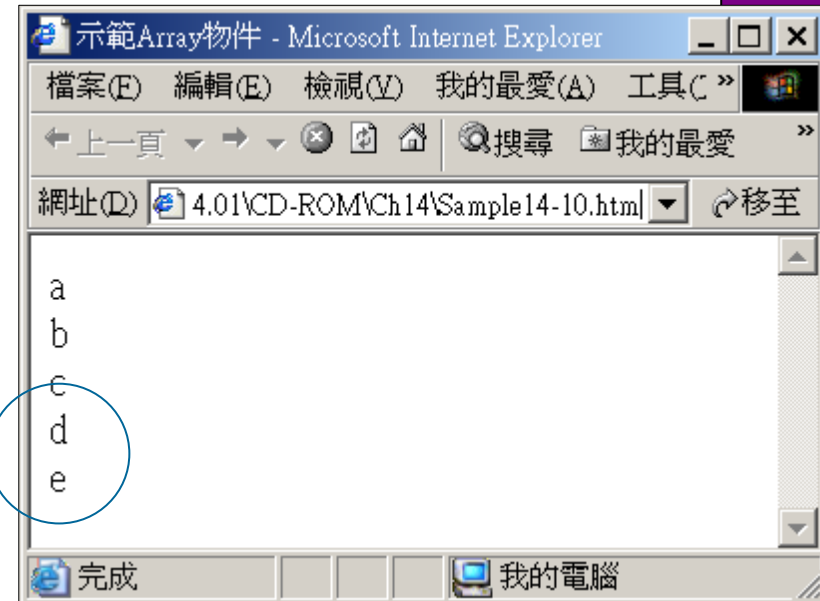 示範Array物件 - Microsoft Internet Explorer
檔案(F) 編輯(E) 檢視(V) 我的最愛(A) 工具( »
上一頁 搜尋 我的最愛 »
網址(D) 4.01\CD-ROM\Ch14\Sample14-10.htm 移至
a
b
c
d
e
完成 我的電腦